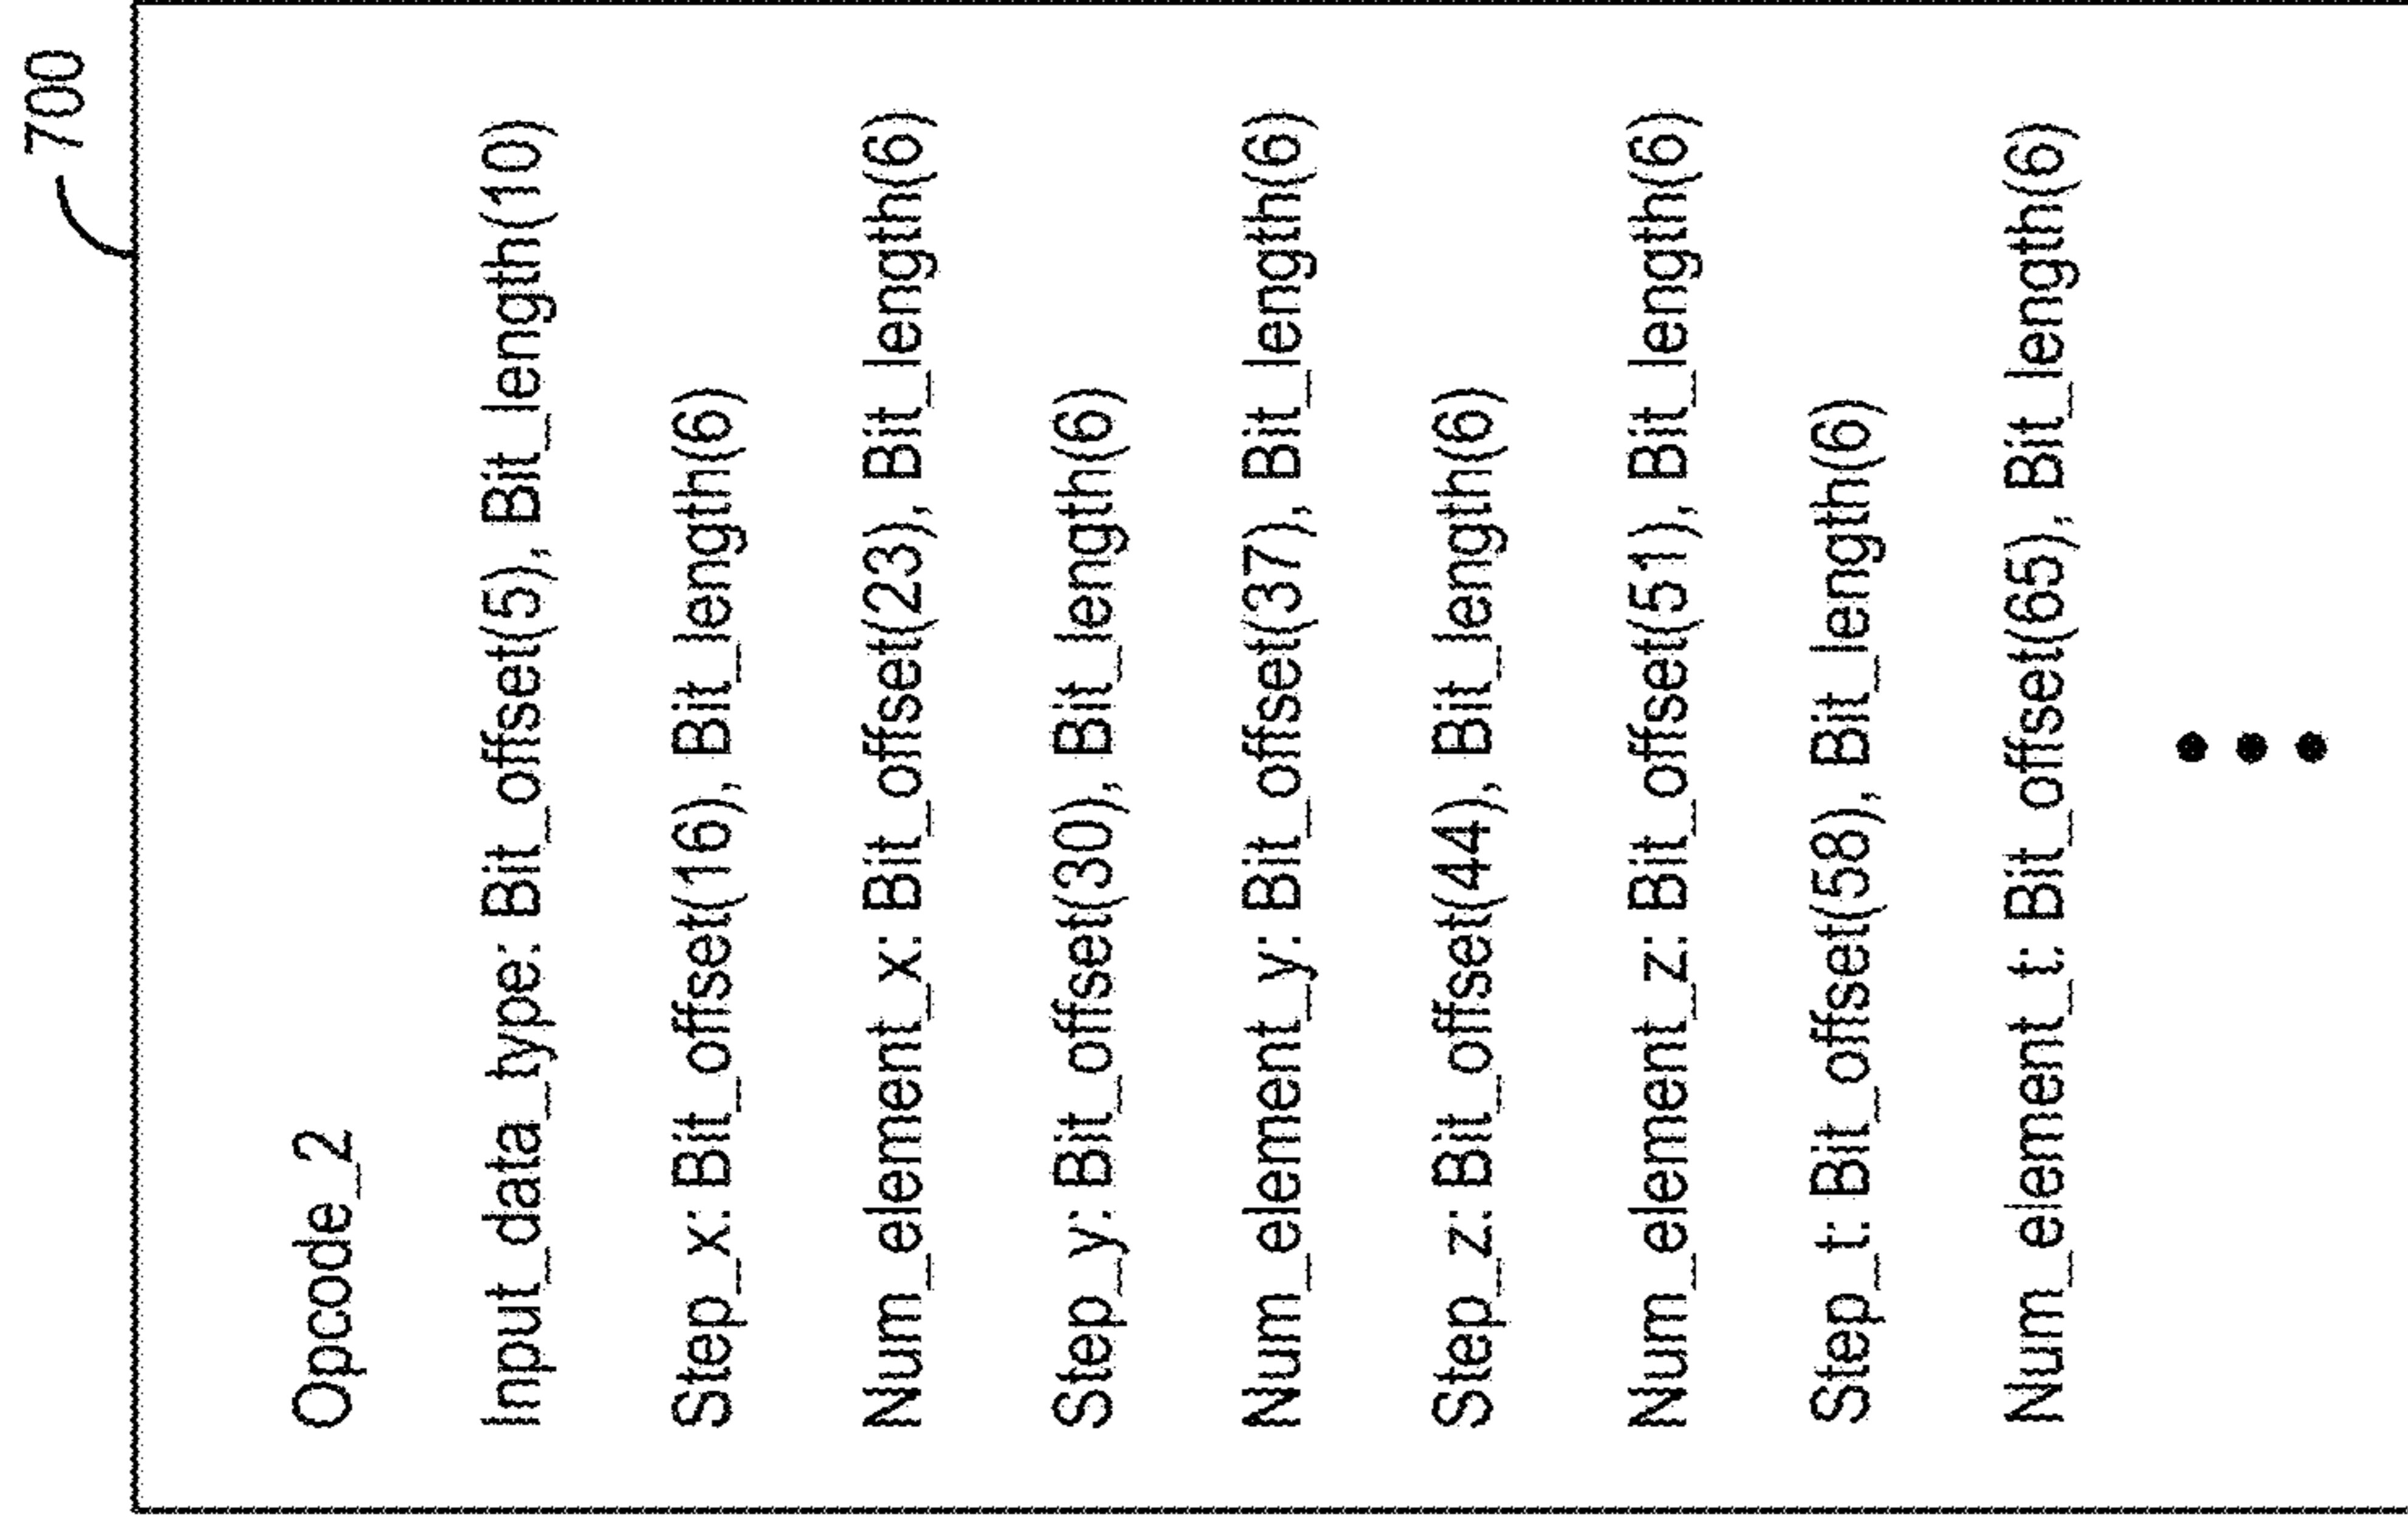 700
Opcode_2
Input_data_type: Bit_offset(5), Bit_length(10)
Step_x: Bit_offset(16), Bit_length(6)
Num_element_x: Bit_offset(23), Bit_length(6)
Step_y: Bit_offset(30), Bit_length(6)
Num_element_y: Bit_offset(37), Bit_length(6)
Step_z: Bit_offset(44), Bit_length(6)
Num_element_z: Bit_offset(51), Bit_length(6)
Step_t: Bit_offset(58), Bit_length(6)
Num_element_t: Bit_offset(65), Bit_length(6)